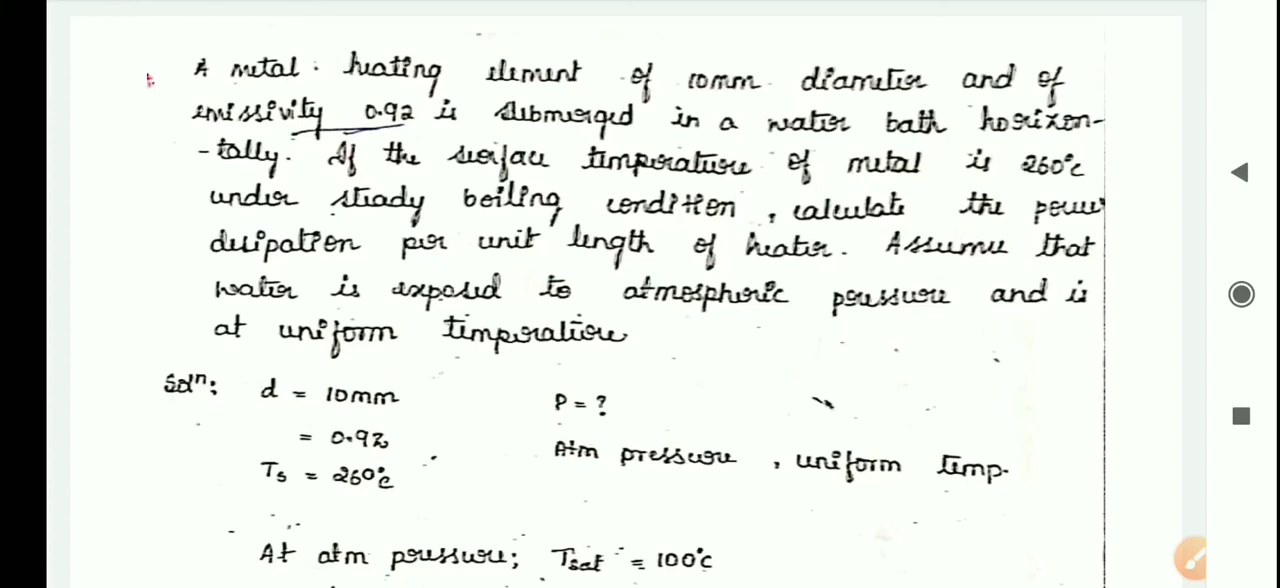 A metal heating element of 10mm diameter and of
emissivity 0.92 is submerged in a water bath horizon-
-tally. If the surface temperature of metal is 260°c
under steady boiling condition, calculate the power
desipation per unit length of heater. Assume that
water is exposed to atmospheric pressure and is
at uniform temperature
Solⁿ: d = 10mm P = ?
= 0.92
Atm pressure, uniform temp.
Ts = 260°c
At atm pressure; Tsat = 100°c